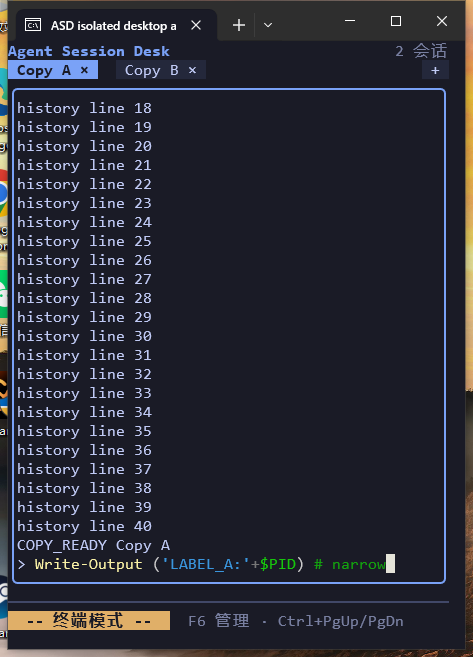 ASD isolated desktop a
Agent Session Desk 2 会话
Copy A × Copy B × +
history line 18
history line 19
history line 20
history line 21
history line 22
history line 23
history line 24
history line 25
history line 26
history line 27
history line 28
history line 29
history line 30
history line 31
history line 32
history line 33
history line 34
history line 35
history line 36
history line 37
history line 38
history line 39
history line 40
COPY_READY Copy A
> Write-Output ('LABEL_A:'+$PID) # narrow
-- 终端模式 -- F6 管理 · Ctrl+PgUp/PgDn